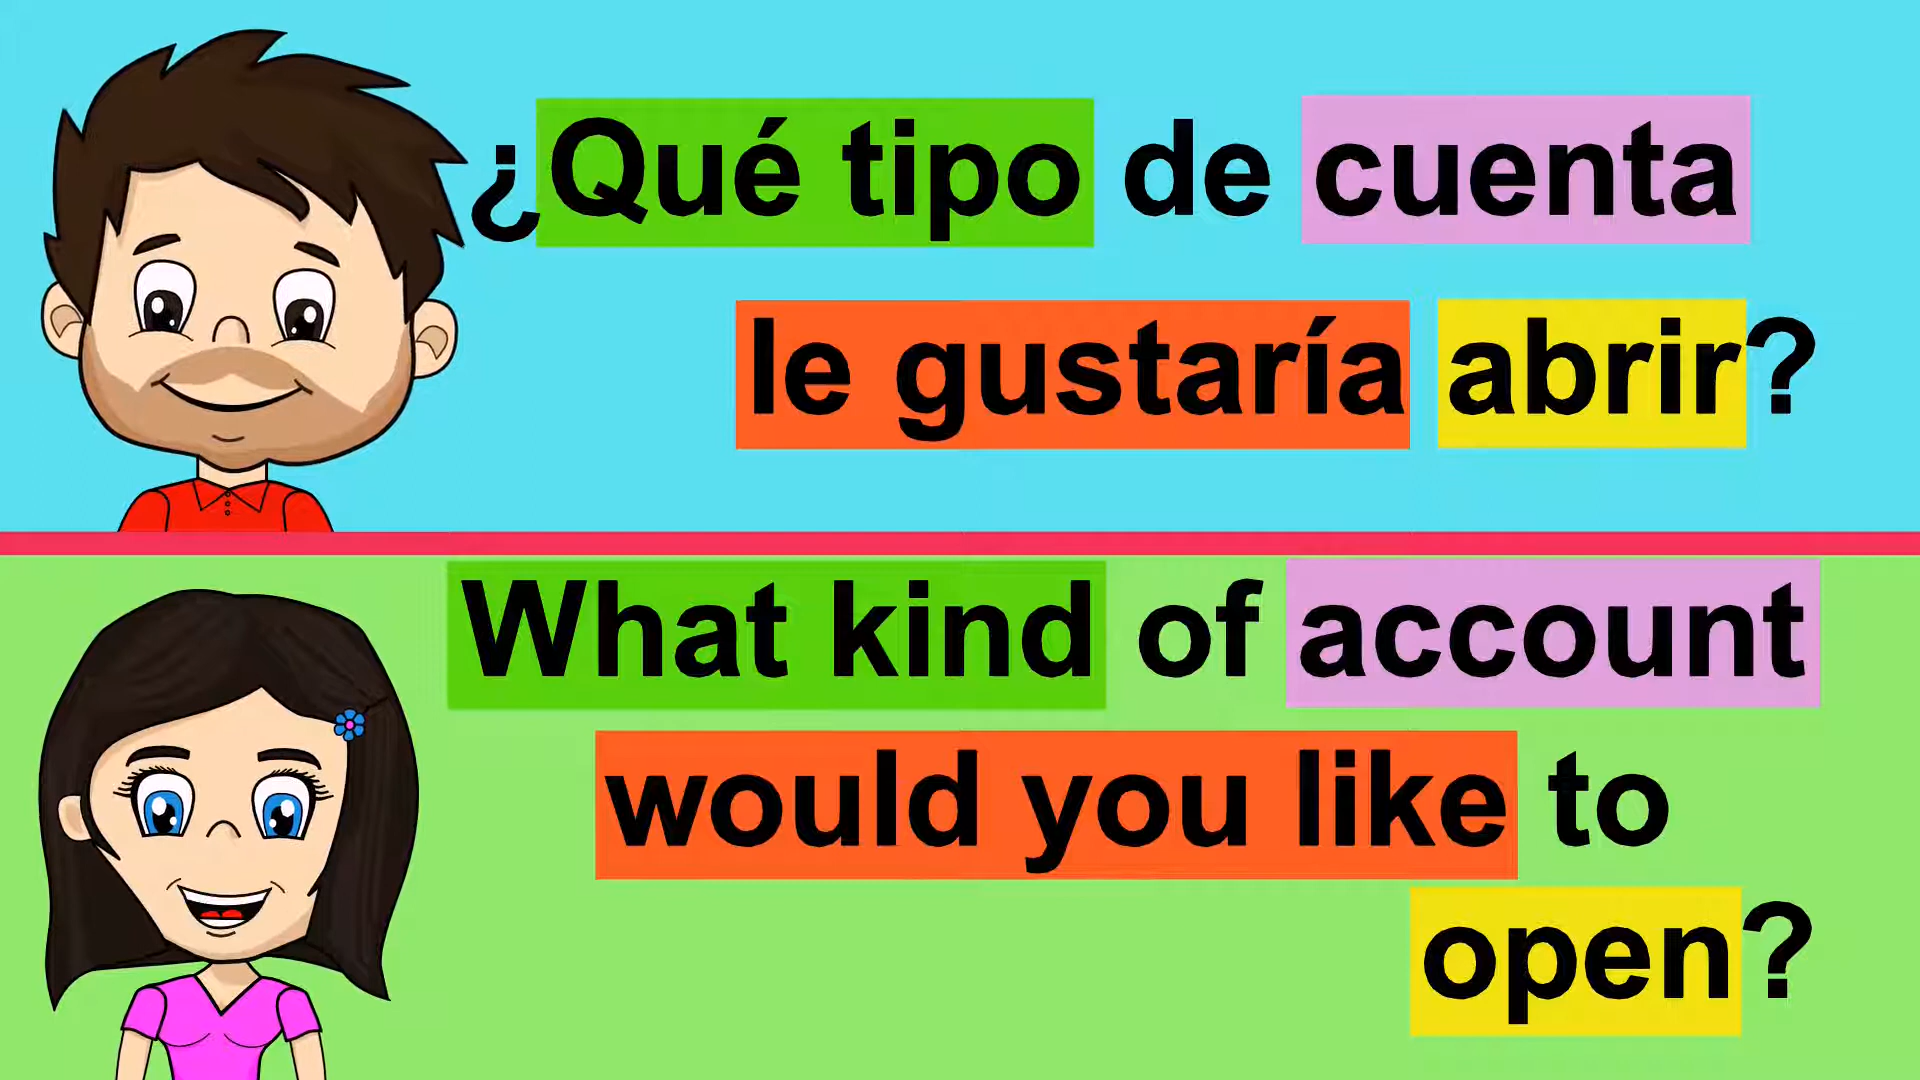 ¿Qué tipo de cuenta
le gustaría abrir?
What kind of account
would you like to
open?